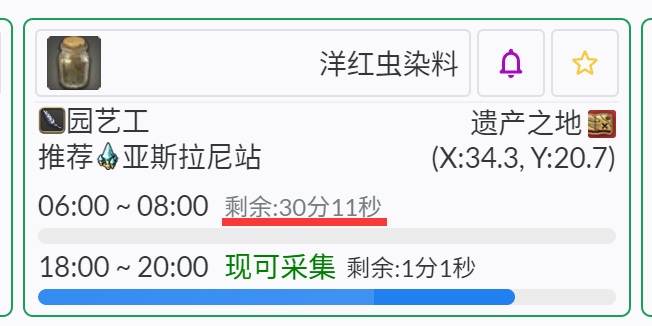 洋红虫染料
园艺工
遗产之地
推荐亚斯拉尼站
(X:34.3, Y:20.7)
06:00 ~ 08:00 剩余:30分11秒
18:00 ~ 20:00 现可采集 剩余:1分1秒